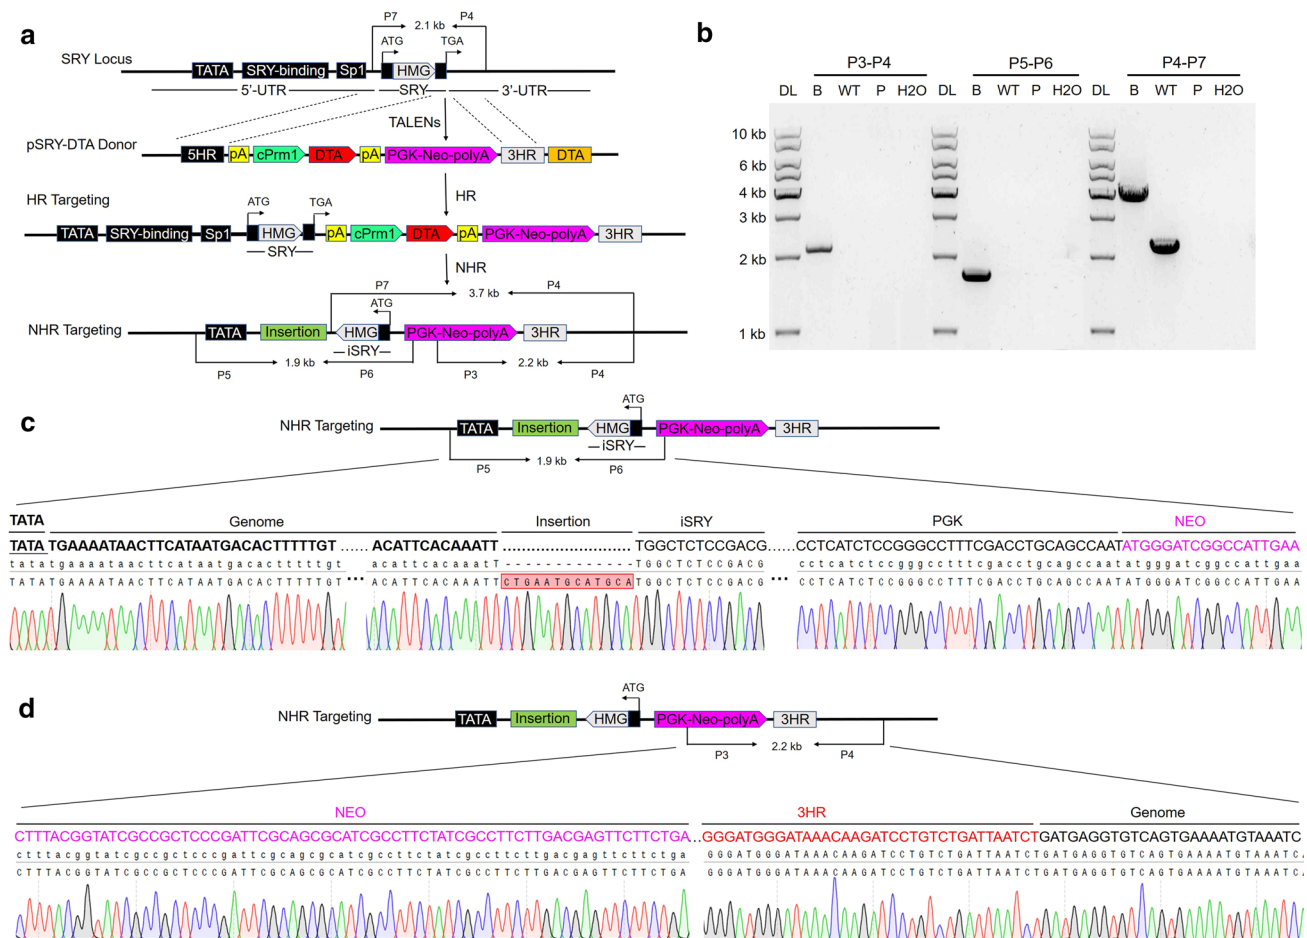 a
P7 2.1 kb P4
ATG TGA
SRY Locus
TATA SRY-binding Sp1 HMG
5'-UTR SRY 3'-UTR
TALENs
pSRY-DTA Donor
5HR pA cPrm1 DTA pA PGK-Neo-polyA 3HR DTA
HR
HR Targeting
ATG TGA
TATA SRY-binding Sp1 HMG pA cPrm1 DTA pA PGK-Neo-polyA 3HR
SRY
NHR
P7 3.7 kb P4
ATG
NHR Targeting
TATA Insertion HMG PGK-Neo-polyA 3HR
iSRY
1.9 kb 2.2 kb
P5 P6 P3 P4
b
P3-P4 P5-P6 P4-P7
DL B WT P H2O DL B WT P H2O DL B WT P H2O
10 kb
6 kb
4 kb
3 kb
2 kb
1 kb
c
ATG
NHR Targeting
TATA Insertion HMG PGK-Neo-polyA 3HR
iSRY
P5 1.9 kb P6
TATA Genome Insertion iSRY PGK NEO
TATATGAAAATAACTTCATAATGACACTTTTTGT...... ACATTCACAAATT .......................... TGGCTCTCCGACG......CCTCATCTCCGGGCCTTTCGACCTGCAGCCAATATGGGATCGGCCATTGAA
tatatgaaaataacttcataatgacactttttgt acattcacaaatt - - - - - - - - - - - - - TGGCTCTCCGACG cctcatctccgggcctttcgacctgcagccaatatgggatcggccattgaa
TATATGAAAATAACTTCATAATGACACTTTTTGT ... ACATTCACAAATT CTGAATGCATGCA TGGCTCTCCGACG ... CCTCATCTCCGGGCCTTTCGACCTGCAGCCAATATGGGATCGGCCATTGAA
d
ATG
NHR Targeting
TATA Insertion HMG PGK-Neo-polyA 3HR
P3 2.2 kb P4
NEO 3HR Genome
CTTTACGGTATCGCCGCTCCCGATTCGCAGCGCATCGCCTTCTATCGCCTTCTTGACGAGTTCTTCTGA...GGGATGGGATAAACAAGATCCTGTCTGATTAATCTGATGAGGTGTCAGTGAAAATGTAAATC
ctttacggtatcgccgctcccgattcgcagcgcatcgccttctatcgccttcttgacgagttcttctga GGGATGGGATAAACAAGATCCTGTCTGATTAATCTGATGAGGTGTCAGTGAAAATGTAAATC
CTTTACGGTATCGCCGCTCCCGATTCGCAGCGCATCGCCTTCTATCGCCTTCTTGACGAGTTCTTCTGA GGGATGGGATAAACAAGATCCTGTCTGATTAATCTGATGAGGTGTCAGTGAAAATGTAAATC